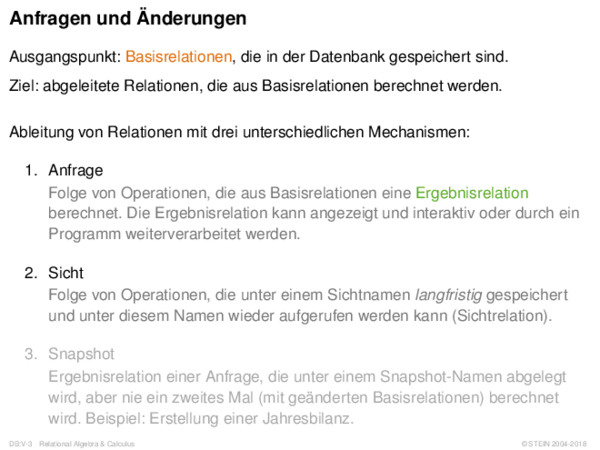 Anfragen und Änderungen
Ausgangspunkt: Basisrelationen, die in der Datenbank gespeichert sind.
Ziel: abgeleitete Relationen, die aus Basisrelationen berechnet werden.
Ableitung von Relationen mit drei unterschiedlichen Mechanismen:
1. Anfrage
Folge von Operationen, die aus Basisrelationen eine Ergebnisrelation
berechnet. Die Ergebnisrelation kann angezeigt und interaktiv oder durch ein
Programm weiterverarbeitet werden.
2. Sicht
Folge von Operationen, die unter einem Sichtnamen langfristig gespeichert
und unter diesem Namen wieder aufgerufen werden kann (Sichtrelation).
3. Snapshot
Ergebnisrelation einer Anfrage, die unter einem Snapshot-Namen abgelegt
wird, aber nie ein zweites Mal (mit geänderten Basisrelationen) berechnet
wird. Beispiel: Erstellung einer Jahresbilanz.
DB:V-3 Relational Algebra & Calculus © STEIN 2004-2018